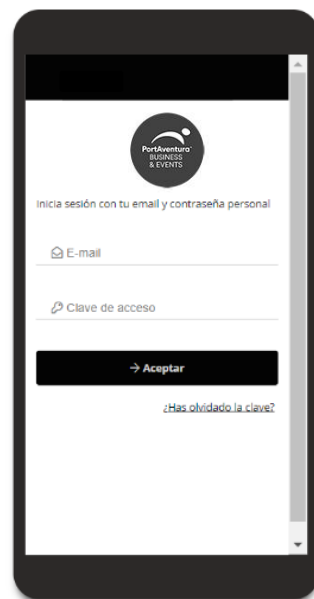 PortAventura
BUSINESS
& EVENTS
Inicia sesión con tu email y contraseña personal
E-mail
Clave de acceso
→ Aceptar
¿Has olvidado la clave?